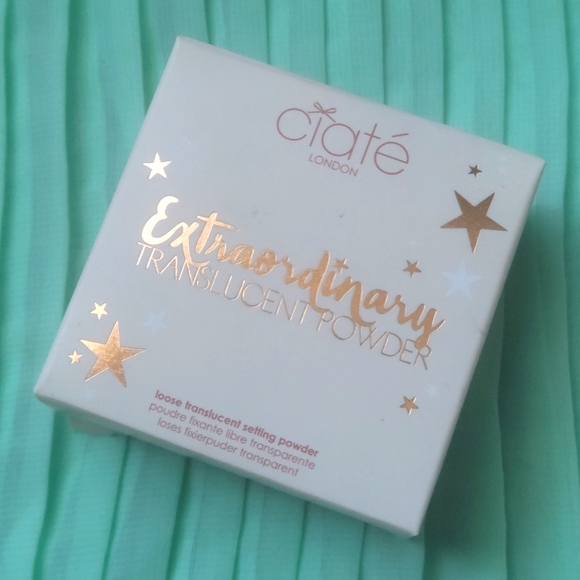 ciaté
LONDON
Extraordinary
TRANSLUCENT POWDER
loose translucent setting powder
poudre fixante libre transparente
loses fixierpuder transparent